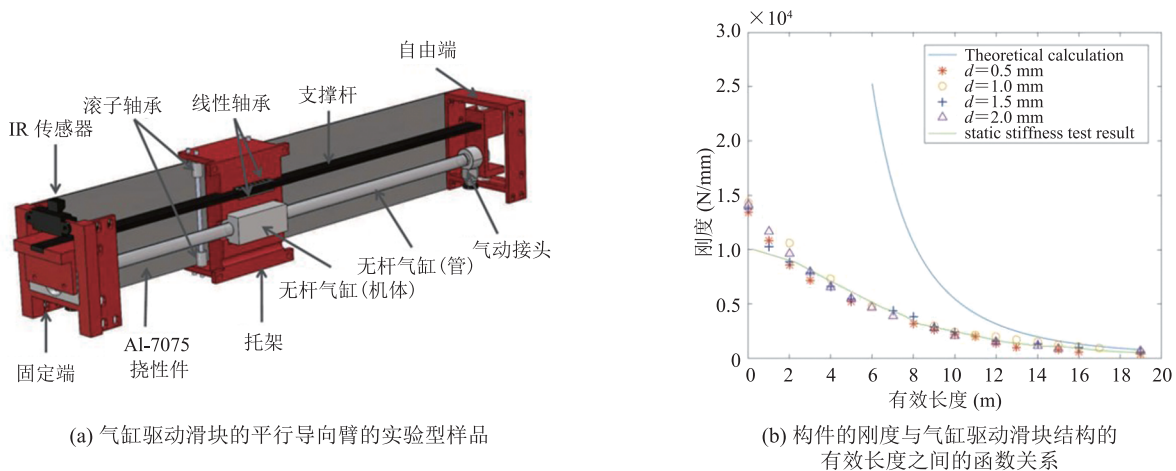 自由端
滚子轴承
线性轴承
支撑杆
IR 传感器
气动接头
无杆气缸(管)
无杆气缸(机体)
托架
Al-7075
挠性件
固定端
(a) 气缸驱动滑块的平行导向臂的实验型样品
×10⁴
3.0
2.5
2.0
1.5
1.0
0.5
0
刚度 (N/mm)
Theoretical calculation
d=0.5 mm
d=1.0 mm
d=1.5 mm
d=2.0 mm
static stiffness test result
0 2 4 6 8 10 12 14 16 18 20
有效长度 (m)
(b) 构件的刚度与气缸驱动滑块结构的
有效长度之间的函数关系